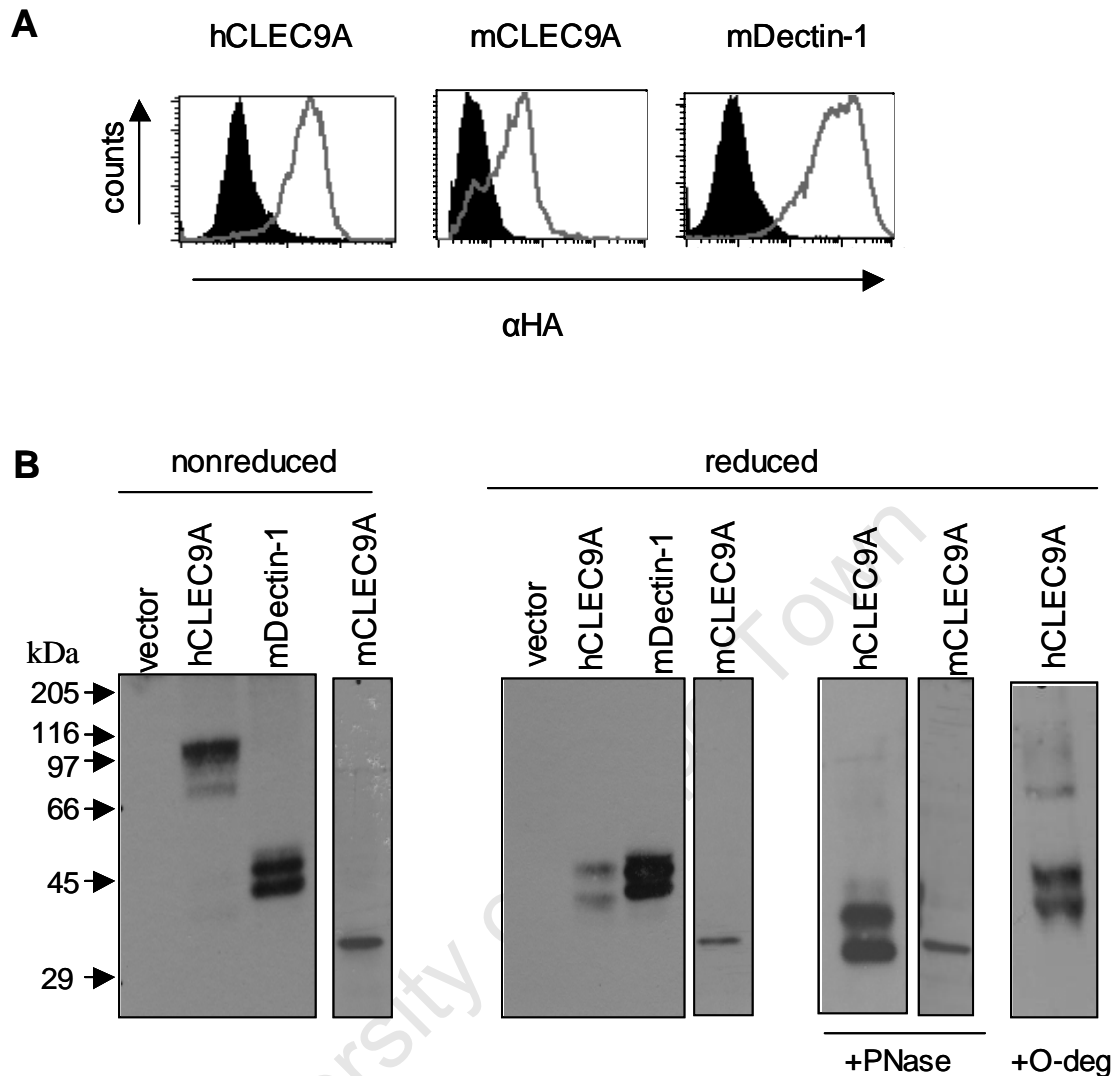 A
hCLEC9A mCLEC9A mDectin-1
counts
αHA
B
nonreduced reduced
vector hCLEC9A mDectin-1 mCLEC9A vector hCLEC9A mDectin-1 mCLEC9A hCLEC9A mCLEC9A hCLEC9A
kDa
205
116
97
66
45
29
+PNase +O-deg
Town